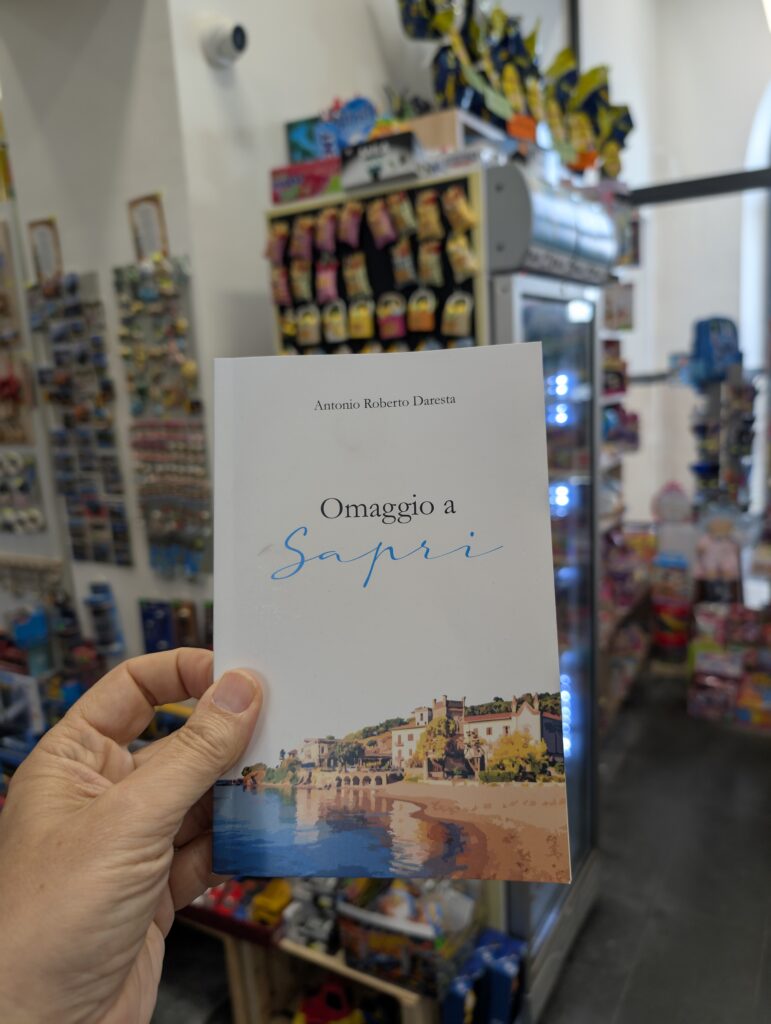 Antonio Roberto Daresta
Omaggio a
Sapri